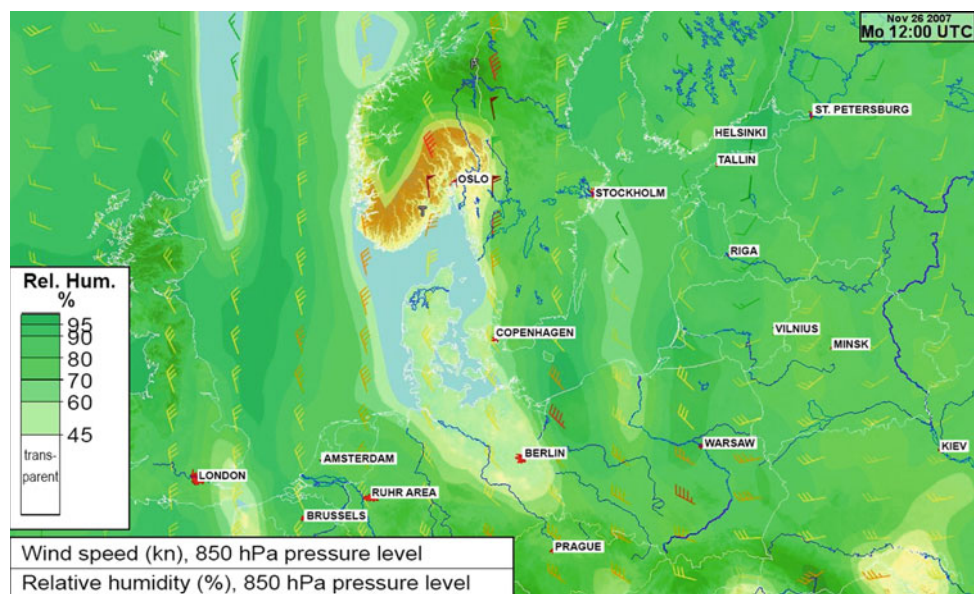 Nov 26 2007
Mo 12:00 UTC
ST. PETERSBURG
HELSINKI
TALLIN
OSLO
STOCKHOLM
T
RIGA
Rel. Hum.
%
95
90
80
70
60
45
trans-
parent
COPENHAGEN
VILNIUS
MINSK
WARSAW
KIEV
BERLIN
AMSTERDAM
LONDON
RUHR AREA
BRUSSELS
PRAGUE
Wind speed (kn), 850 hPa pressure level
Relative humidity (%), 850 hPa pressure level